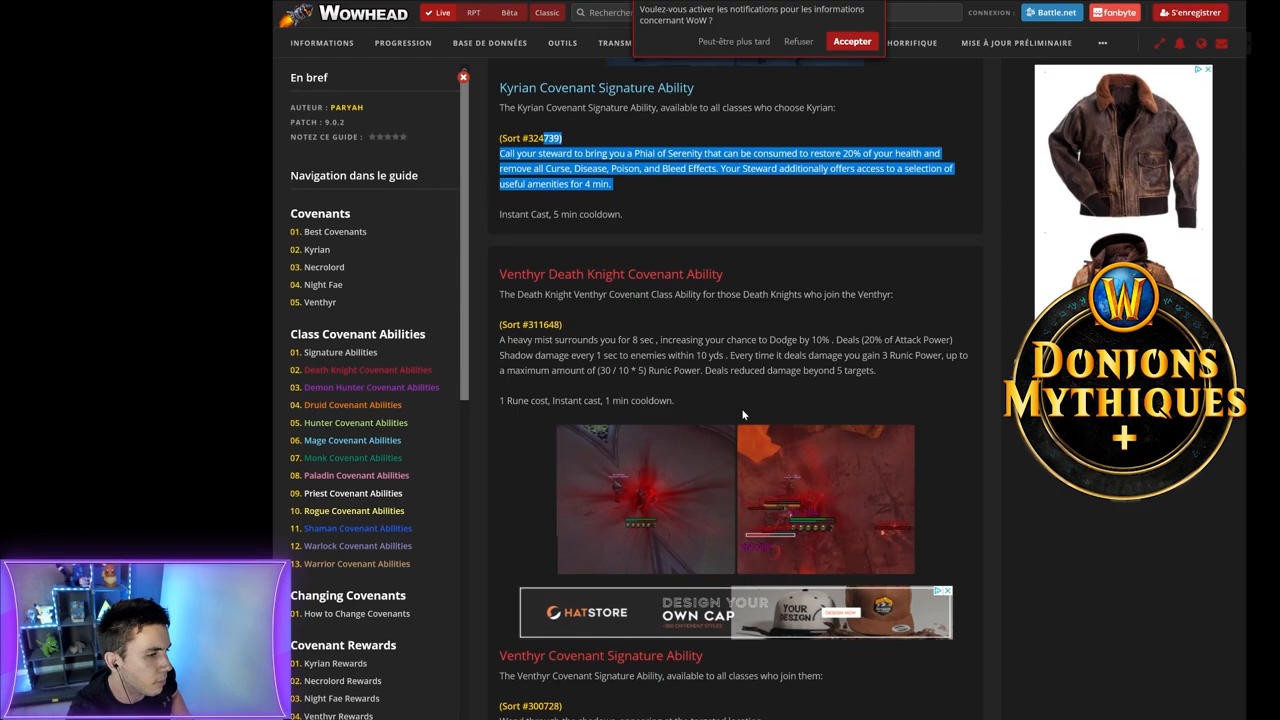 WOWHEAD
Live
RPT
Bêta
Classic
Recherche
Voulez-vous activer les notifications pour les informations
concernant WoW ?
Peut-être plus tard
Refuser
Accepter
CONNEXION :
Battle.net
fanbyte
S'enregistrer
INFORMATIONS
PROGRESSION
BASE DE DONNÉES
OUTILS
TRANSM
HORRIFIQUE
MISE À JOUR PRÉLIMINAIRE
En bref
AUTEUR : PARYAH
PATCH : 9.0.2
NOTEZ CE GUIDE :
Navigation dans le guide
Covenants
01. Best Covenants
02. Kyrian
03. Necrolord
04. Night Fae
05. Venthyr
Class Covenant Abilities
01. Signature Abilities
02. Death Knight Covenant Abilities
03. Demon Hunter Covenant Abilities
04. Druid Covenant Abilities
05. Hunter Covenant Abilities
06. Mage Covenant Abilities
07. Monk Covenant Abilities
08. Paladin Covenant Abilities
09. Priest Covenant Abilities
10. Rogue Covenant Abilities
11. Shaman Covenant Abilities
12. Warlock Covenant Abilities
13. Warrior Covenant Abilities
Changing Covenants
01. How to Change Covenants
Covenant Rewards
01. Kyrian Rewards
02. Necrolord Rewards
03. Night Fae Rewards
04. Venthyr Rewards
Kyrian Covenant Signature Ability
The Kyrian Covenant Signature Ability, available to all classes who choose Kyrian:
(Sort #324739)
Call your steward to bring you a Phial of Serenity that can be consumed to restore 20% of your health and
remove all Curse, Disease, Poison, and Bleed Effects. Your Steward additionally offers access to a selection of
useful amenities for 4 min.
Instant Cast, 5 min cooldown.
Venthyr Death Knight Covenant Ability
The Death Knight Venthyr Covenant Class Ability for those Death Knights who join the Venthyr:
(Sort #311648)
A heavy mist surrounds you for 8 sec , increasing your chance to Dodge by 10% . Deals (20% of Attack Power)
Shadow damage every 1 sec to enemies within 10 yds . Every time it deals damage you gain 3 Runic Power, up to
a maximum amount of (30 / 10 * 5) Runic Power. Deals reduced damage beyond 5 targets.
1 Rune cost, Instant cast, 1 min cooldown.
HATSTORE
DESIGN YOUR
OWN CAP
YOUR
DESIGN
DESIGN NOW
Venthyr Covenant Signature Ability
The Venthyr Covenant Signature Ability, available to all classes who join them:
(Sort #300728)
W
DONJONS
MYTHIQUES
+